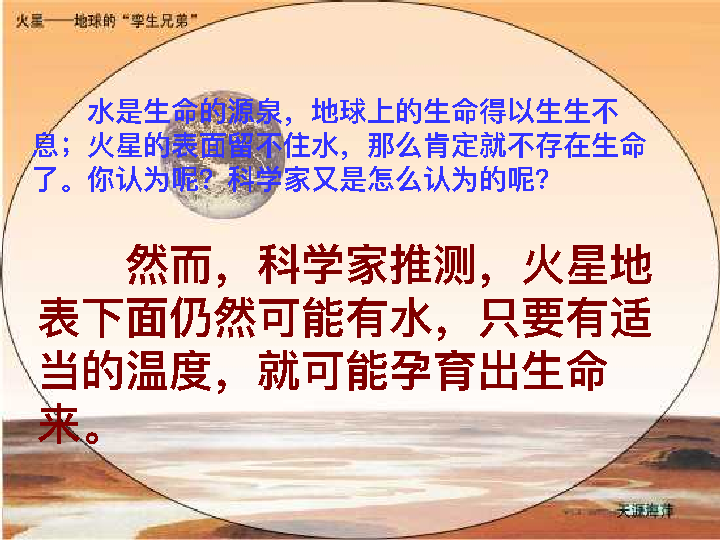 火星——地球的“孪生兄弟”
水是生命的源泉，地球上的生命得以生生不
息；火星的表面留不住水，那么肯定就不存在生命
了。你认为呢？科学家又是怎么认为的呢？
然而，科学家推测，火星地
表下面仍然可能有水，只要有适
当的温度，就可能孕育出生命
来。
天涯海洋